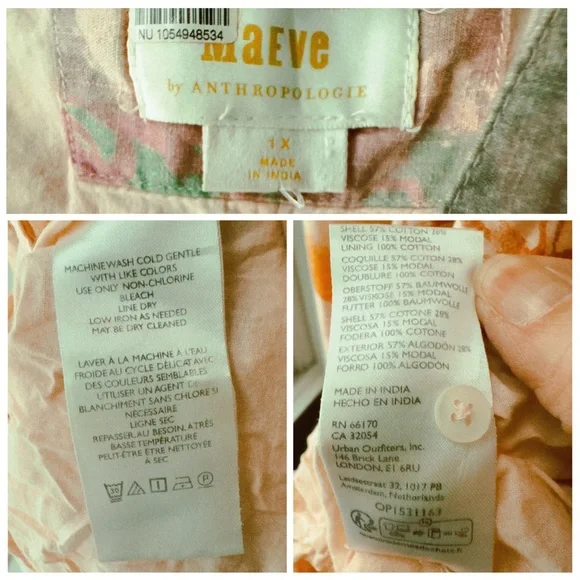 NU 1054948534
MaEve
by ANTHROPOLOGIE
1X
MADE
IN INDIA
MACHINEWASH COLD GENTLE
WITH LIKE COLORS
USE ONLY NON-CHLORINE
BLEACH
LINE DRY
LOW IRON AS NEEDED
MAY BE DRY CLEANED
LAVER À LA MACHINE À L'EAU
FROIDE AU CYCLE DÉLICAT AVEC
DES COULEURS SEMBLABLES
UTILISER UN AGENT DE
BLANCHIMENT SANS CHLORE SI
NÉCESSAIRE
LIGNE SEC
REPASSER AU BESOIN, À TRÈS
BASSE TEMPÉRATURE
PEUT-ÊTRE ÊTRE NETTOYÉE
À SEC
30
P
SHELL 57% COTTON 28%
VISCOSE 15% MODAL
LINING 100% COTTON
COQUILLE 57% COTON 28%
VISCOSE 15% MODAL
DOUBLURE 100% COTON
OBERSTOFF 57% BAUMWOLLE
28% VISKOSE 15% MODAL
FUTTER 100% BAUMWOLLE
SHELL 57% COTONE 28%
VISCOSA 15% MODAL
FODERA 100% COTONE
EXTERIOR 57% ALGODÓN 28%
VISCOSA 15% MODAL
FORRO 100% ALGODÓN
MADE IN INDIA
HECHO EN INDIA
RN 66170
CA 32054
Urban Outfitters, Inc.
146 Brick Lane
LONDON, E1 6RU
Leidsestraat 32, 1017 PB
Amsterdam, Netherlands
OP1531163